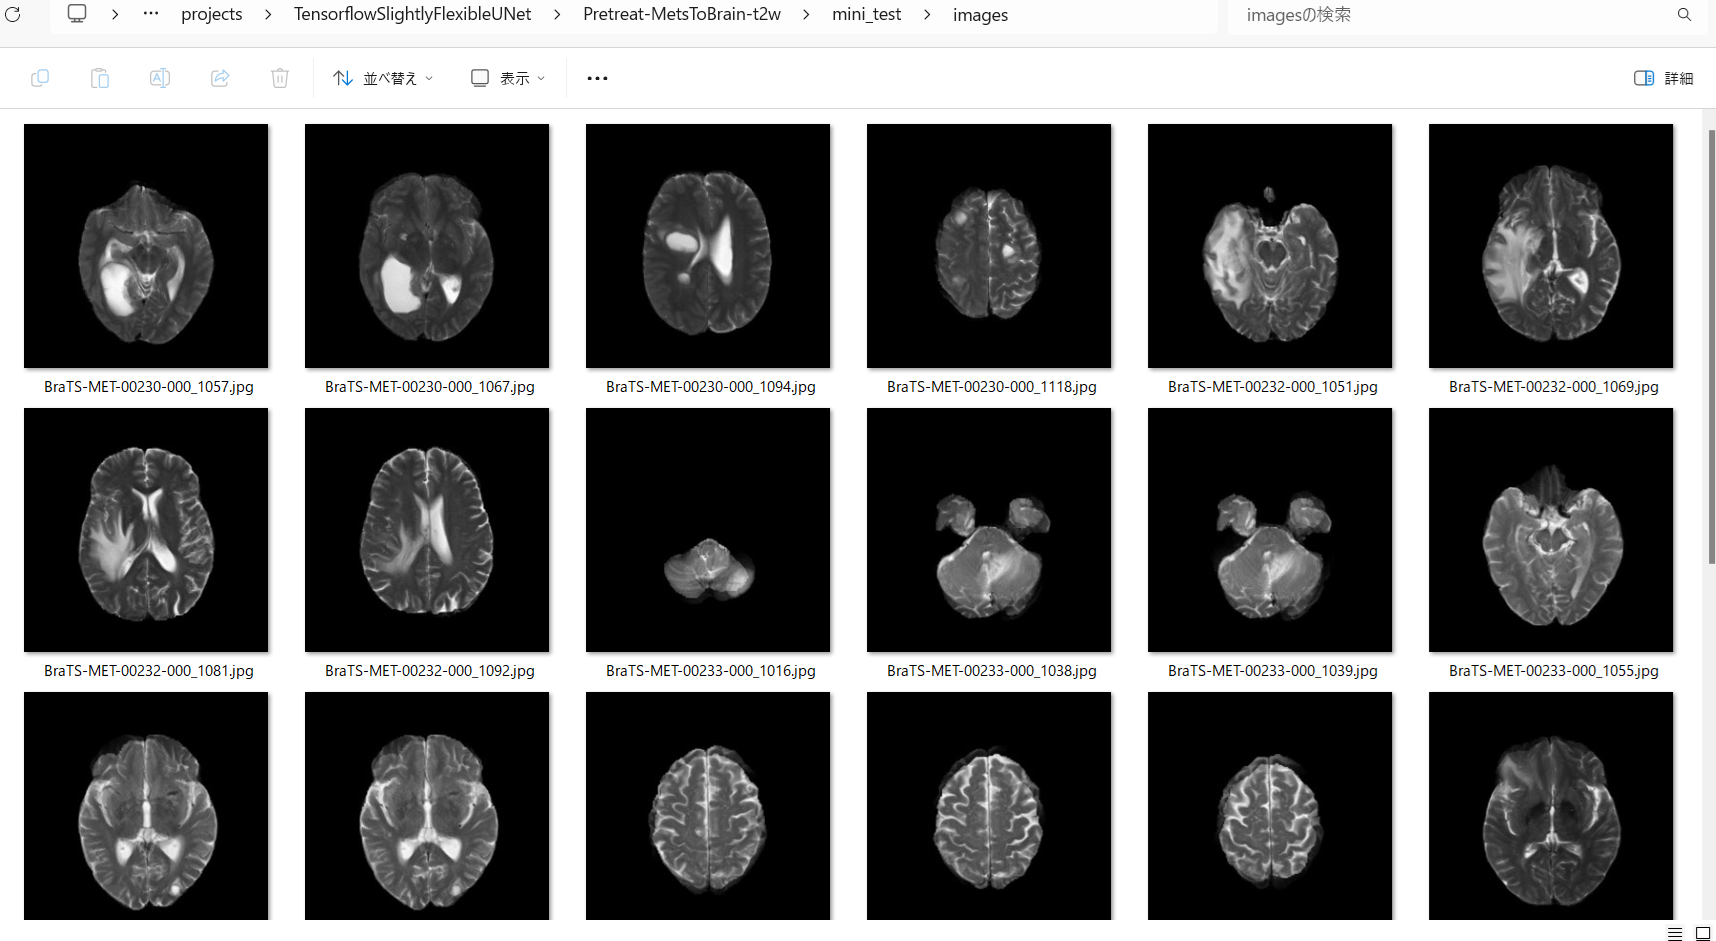 projects > TensorflowSlightlyFlexibleUNet > Pretreat-MetsToBrain-t2w > mini_test > images
imagesの検索
並べ替え
表示
詳細
BraTS-MET-00230-000_1057.jpg
BraTS-MET-00230-000_1067.jpg
BraTS-MET-00230-000_1094.jpg
BraTS-MET-00230-000_1118.jpg
BraTS-MET-00232-000_1051.jpg
BraTS-MET-00232-000_1069.jpg
BraTS-MET-00232-000_1081.jpg
BraTS-MET-00232-000_1092.jpg
BraTS-MET-00233-000_1016.jpg
BraTS-MET-00233-000_1038.jpg
BraTS-MET-00233-000_1039.jpg
BraTS-MET-00233-000_1055.jpg